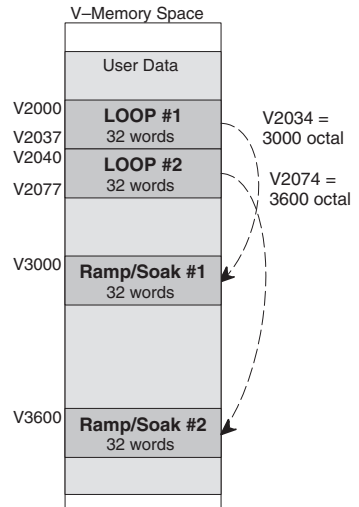 V–Memory Space
User Data
V2000
LOOP #1
V2037
32 words
V2040
LOOP #2
V2077
32 words
V2034 =
3000 octal
V2074 =
3600 octal
V3000
Ramp/Soak #1
32 words
V3600
Ramp/Soak #2
32 words